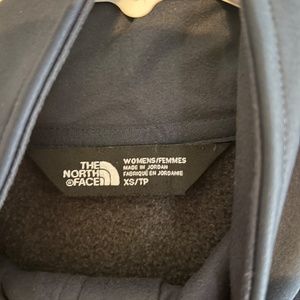 THE
NORTH
FACE
WOMENS/FEMMES
MADE IN JORDAN
FABRIQUÉ EN JORDANIE
XS/TP